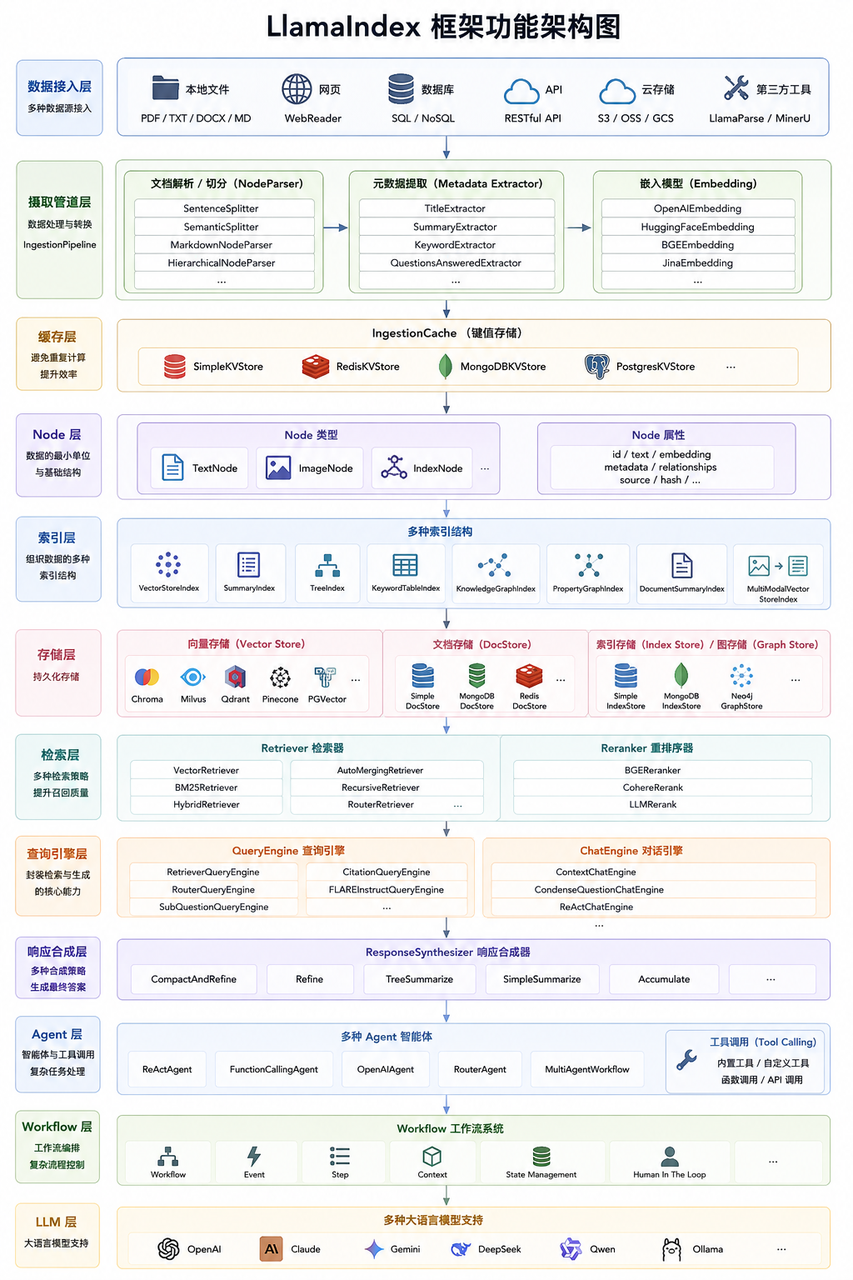 LlamaIndex 框架功能架构图
数据接入层
多种数据源接入
本地文件
PDF / TXT / DOCX / MD
网页
WebReader
数据库
SQL / NoSQL
API
RESTful API
云存储
S3 / OSS / GCS
第三方工具
LlamaParse / MinerU
摄取管道层
数据处理与转换
IngestionPipeline
文档解析 / 切分（NodeParser）
SentenceSplitter
SemanticSplitter
MarkdownNodeParser
HierarchicalNodeParser
...
元数据提取（Metadata Extractor）
TitleExtractor
SummaryExtractor
KeywordExtractor
QuestionsAnsweredExtractor
...
嵌入模型（Embedding）
OpenAIEmbedding
HuggingFaceEmbedding
BGEEmbedding
JinaEmbedding
...
缓存层
避免重复计算
提升效率
IngestionCache （键值存储）
SimpleKVStore
RedisKVStore
MongoDBKVStore
PostgresKVStore
...
Node 层
数据的最小单位
与基础结构
Node 类型
TextNode
ImageNode
IndexNode
...
Node 属性
id / text / embedding
metadata / relationships
source / hash / ...
索引层
组织数据的多种
索引结构
多种索引结构
VectorStoreIndex
SummaryIndex
TreeIndex
KeywordTableIndex
KnowledgeGraphIndex
PropertyGraphIndex
DocumentSummaryIndex
MultiModalVector
StoreIndex
存储层
持久化存储
向量存储（Vector Store）
Chroma
Milvus
Qdrant
Pinecone
PGVector
...
文档存储（DocStore）
Simple
DocStore
MongoDB
DocStore
Redis
DocStore
...
索引存储（Index Store）/ 图存储（Graph Store）
Simple
IndexStore
MongoDB
IndexStore
Neo4j
GraphStore
...
检索层
多种检索策略
提升召回质量
Retriever 检索器
VectorRetriever
BM25Retriever
HybridRetriever
AutoMergingRetriever
RecursiveRetriever
RouterRetriever
...
Reranker 重排序器
BGEReranker
CohereRerank
LLMRerank
查询引擎层
封装检索与生成
的核心能力
QueryEngine 查询引擎
RetrieverQueryEngine
RouterQueryEngine
SubQuestionQueryEngine
CitationQueryEngine
FLAREInstructQueryEngine
...
ChatEngine 对话引擎
ContextChatEngine
CondenseQuestionChatEngine
ReActChatEngine
...
响应合成层
多种合成策略
生成最终答案
ResponseSynthesizer 响应合成器
CompactAndRefine
Refine
TreeSummarize
SimpleSummarize
Accumulate
...
Agent 层
智能体与工具调用
复杂任务处理
多种 Agent 智能体
ReActAgent
FunctionCallingAgent
OpenAIAgent
RouterAgent
MultiAgentWorkflow
工具调用（Tool Calling）
内置工具 / 自定义工具
函数调用 / API 调用
Workflow 层
工作流编排
复杂流程控制
Workflow 工作流系统
Workflow
Event
Step
Context
State Management
Human In The Loop
...
LLM 层
大语言模型支持
多种大语言模型支持
OpenAI
Claude
Gemini
DeepSeek
Qwen
Ollama
...